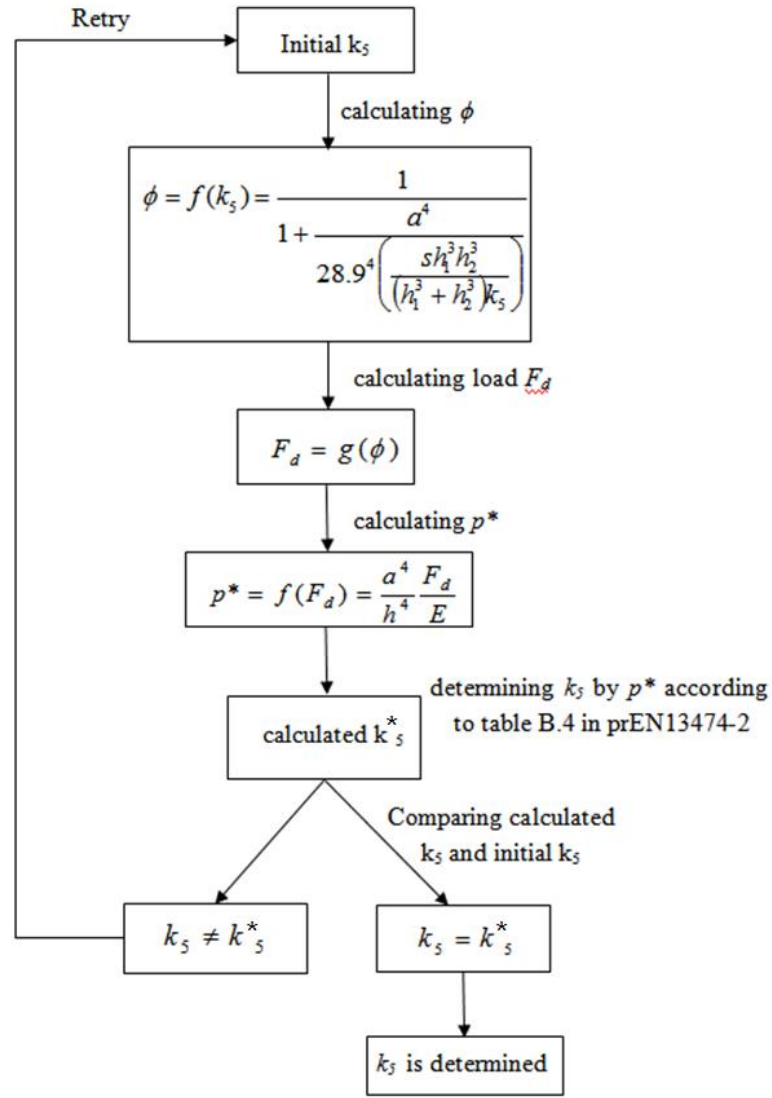 Retry
Initial k₅
calculating ϕ
ϕ = f(k₅) = 1 / (1 + a⁴ / (28.9⁴ (sh₁³h₂³ / ((h₁³ + h₂³)k₅))))
calculating load F_d
F_d = g(ϕ)
calculating p*
p* = f(F_d) = a⁴/h⁴ F_d/E
determining k₅ by p* according
to table B.4 in prEN13474-2
calculated k*₅
Comparing calculated
k₅ and initial k₅
k₅ ≠ k*₅
k₅ = k*₅
k₅ is determined